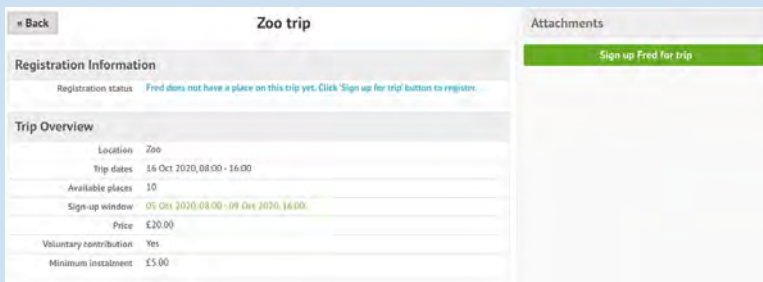 « Back
Zoo trip
Registration Information
Registration status Fred does not have a place on this trip yet. Click 'Sign up for trip' button to register.
Trip Overview
Location Zoo
Trip dates 16 Oct 2020, 08:00 - 16:00
Available places 10
Sign-up window 05 Oct 2020, 08:00 - 09 Oct 2020, 16:00.
Price £20.00
Voluntary contribution Yes
Minimum instalment £5.00
Attachments
Sign up Fred for trip